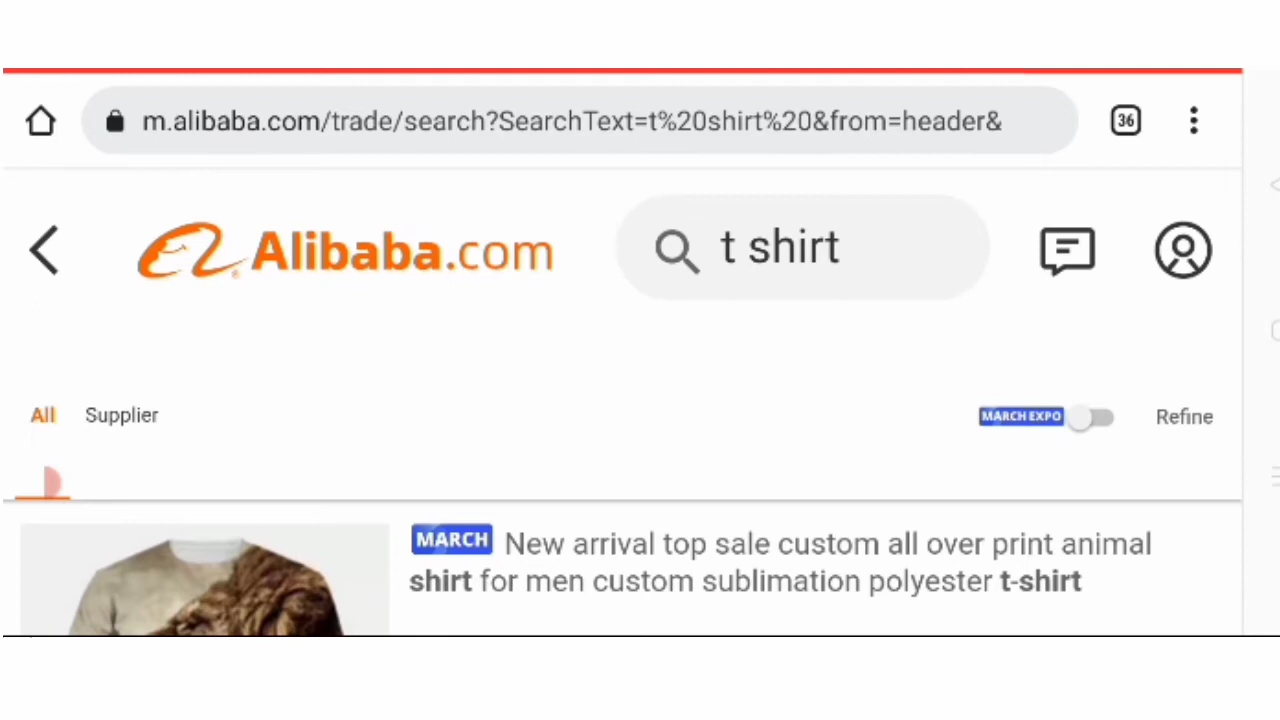 m.alibaba.com/trade/search?SearchText=t%20shirt%20&from=header&
36
Alibaba.com
t shirt
All
Supplier
MARCH EXPO
Refine
MARCH New arrival top sale custom all over print animal
shirt for men custom sublimation polyester t-shirt